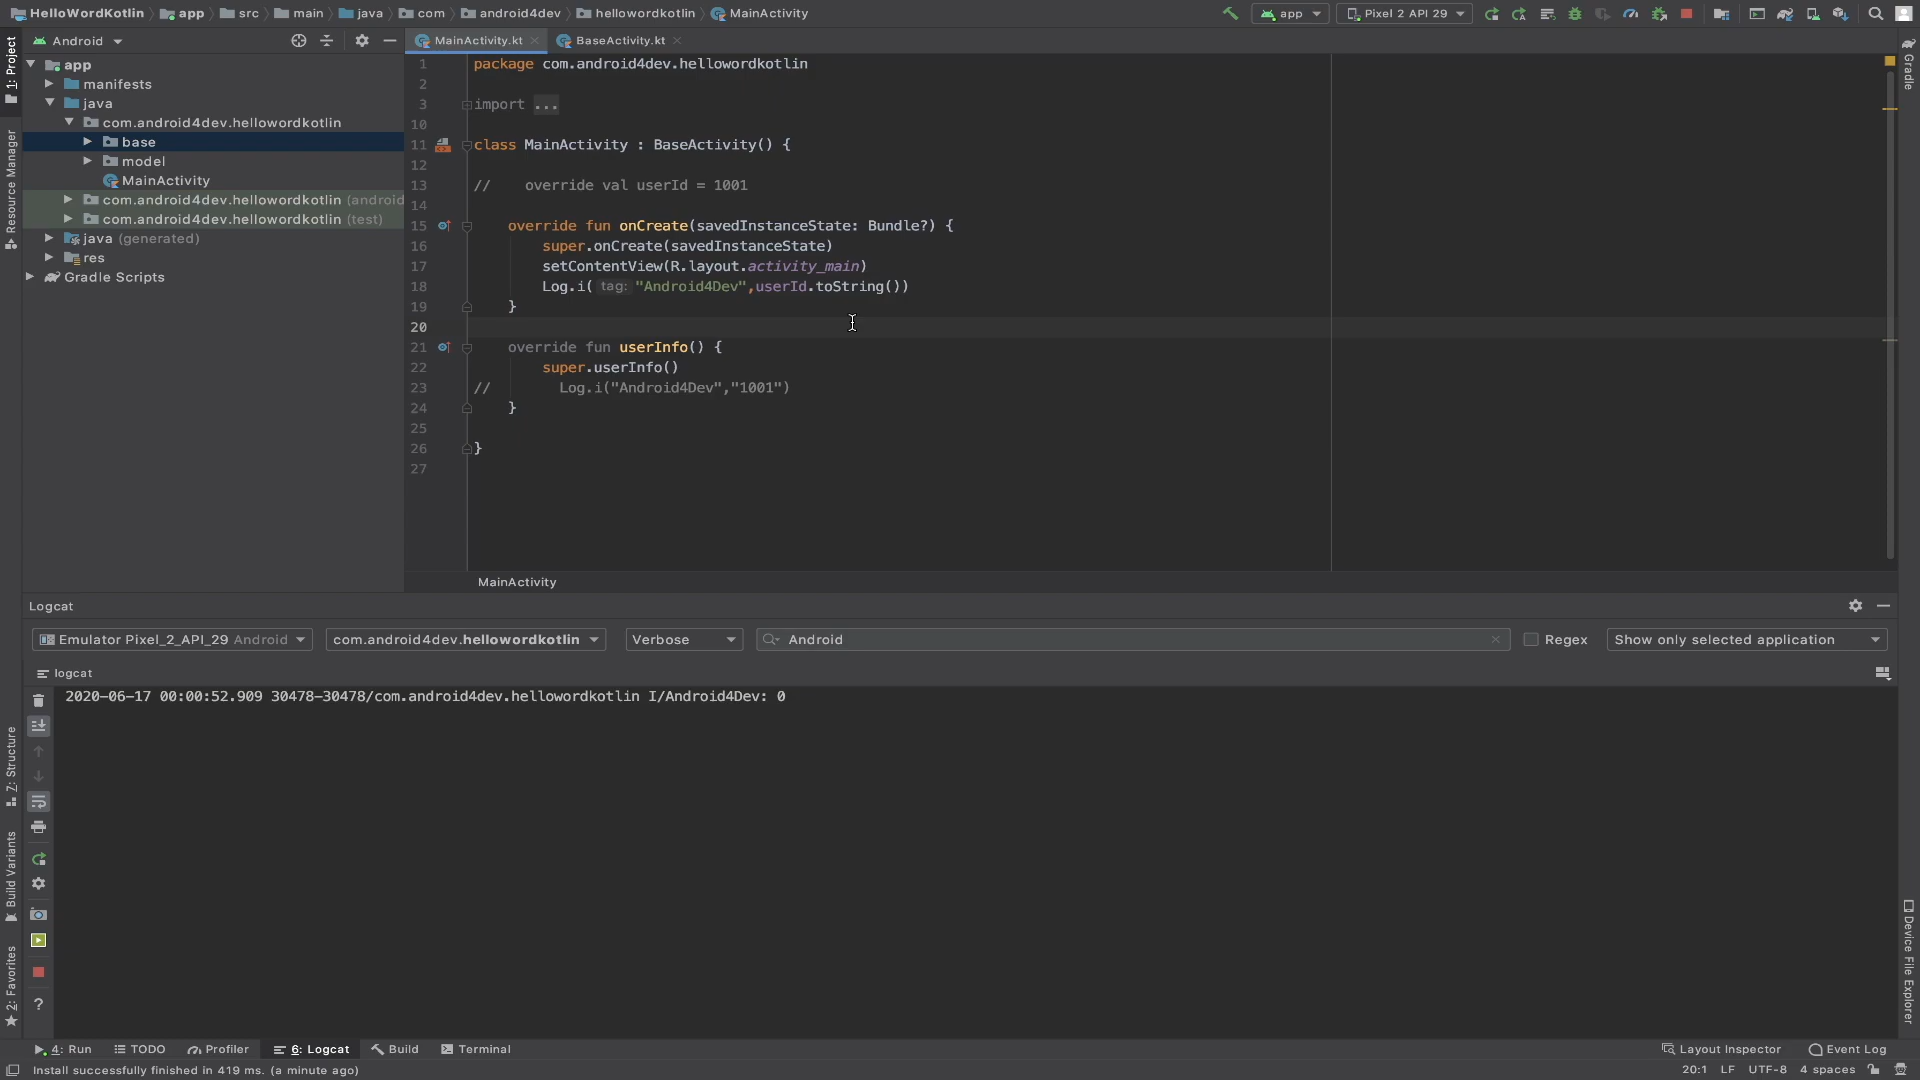 HelloWordKotlin app src main java com android4dev hellowordkotlin MainActivity app Pixel 2 API 29
1: Project
Resource Manager
Z: Structure
Build Variants
2: Favorites
Android
app
manifests
java
com.android4dev.hellowordkotlin
base
model
MainActivity
com.android4dev.hellowordkotlin (android
com.android4dev.hellowordkotlin (test)
java (generated)
res
Gradle Scripts
MainActivity.kt BaseActivity.kt
1 package com.android4dev.hellowordkotlin
2
3 import ...
10
11 class MainActivity : BaseActivity() {
12
13 // override val userId = 1001
14
15 override fun onCreate(savedInstanceState: Bundle?) {
16 super.onCreate(savedInstanceState)
17 setContentView(R.layout.activity_main)
18 Log.i( tag: "Android4Dev",userId.toString())
19 }
20
21 override fun userInfo() {
22 super.userInfo()
23 // Log.i("Android4Dev","1001")
24 }
25
26 }
27
MainActivity
Gradle
Device File Explorer
Logcat
Emulator Pixel_2_API_29 Android com.android4dev.hellowordkotlin Verbose Android Regex Show only selected application
logcat
2020-06-17 00:00:52.909 30478-30478/com.android4dev.hellowordkotlin I/Android4Dev: 0
?
4: Run TODO Profiler 6: Logcat Build Terminal Layout Inspector Event Log
Install successfully finished in 419 ms. (a minute ago) 20:1 LF UTF-8 4 spaces